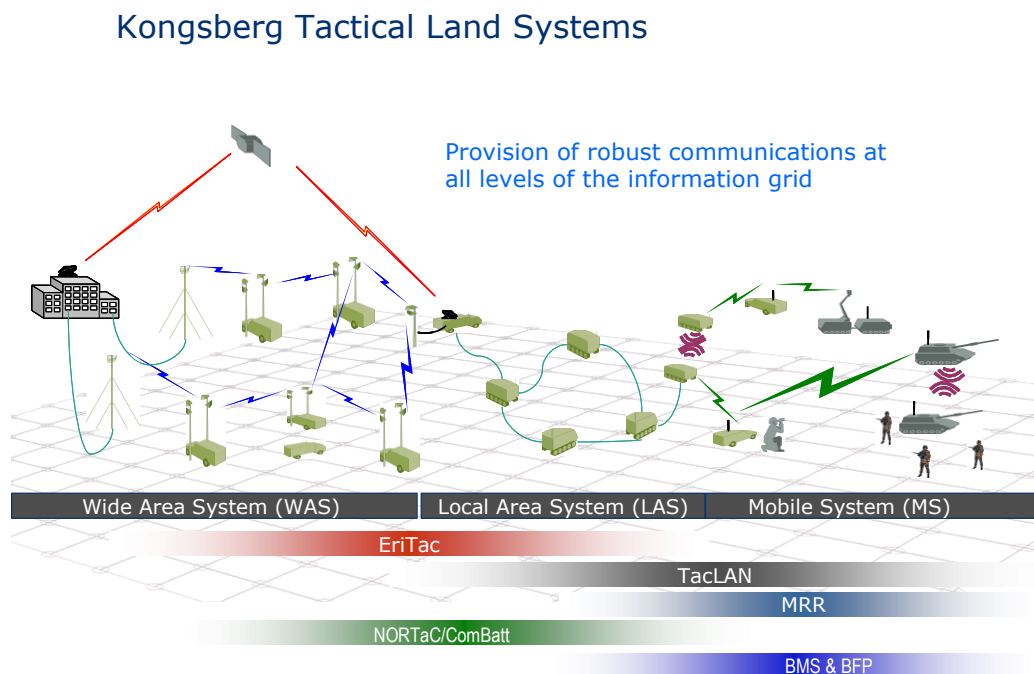 Kongsberg Tactical Land Systems
Provision of robust communications at
all levels of the information grid
Wide Area System (WAS)
Local Area System (LAS)
Mobile System (MS)
EriTac
TacLAN
MRR
NORTaC/ComBatt
BMS & BFP